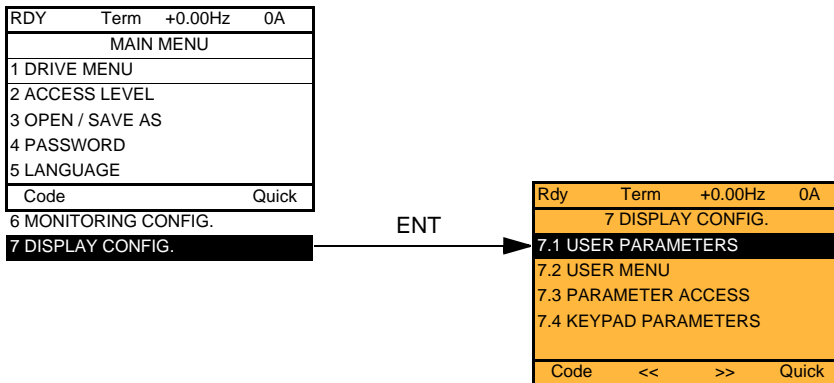 RDY Term +0.00Hz 0A
MAIN MENU
1 DRIVE MENU
2 ACCESS LEVEL
3 OPEN / SAVE AS
4 PASSWORD
5 LANGUAGE
Code Quick
6 MONITORING CONFIG.
7 DISPLAY CONFIG.
ENT
Rdy Term +0.00Hz 0A
7 DISPLAY CONFIG.
7.1 USER PARAMETERS
7.2 USER MENU
7.3 PARAMETER ACCESS
7.4 KEYPAD PARAMETERS
Code << >> Quick